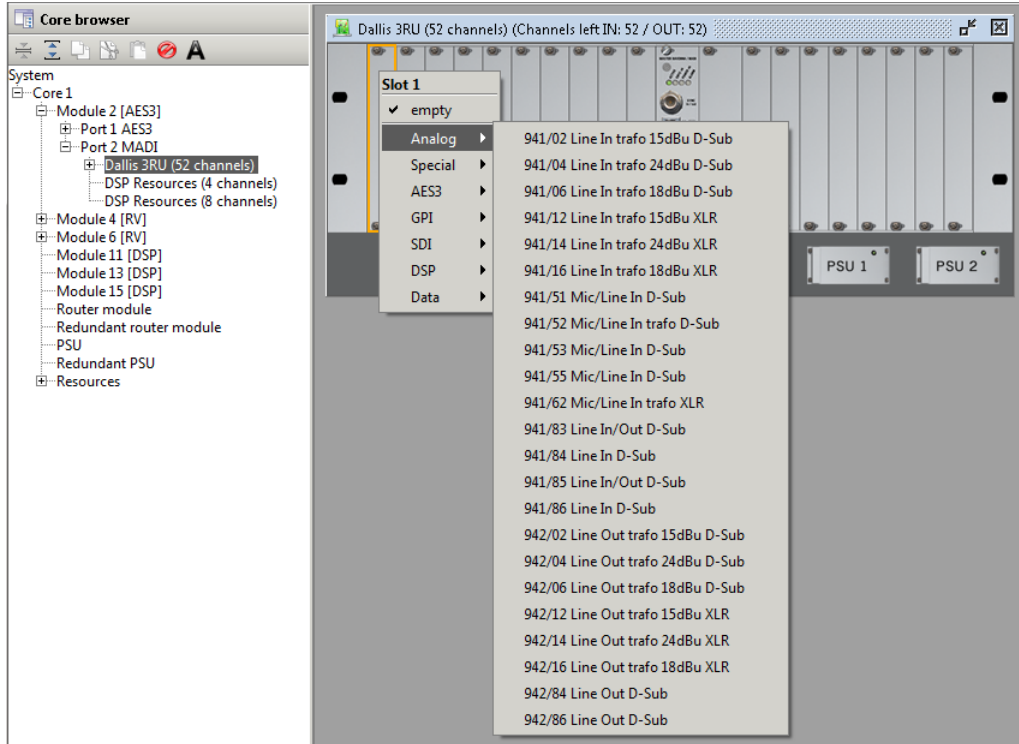 Core browser
System
Core 1
Module 2 [AES3]
Port 1 AES3
Port 2 MADI
Dallis 3RU (52 channels)
DSP Resources (4 channels)
DSP Resources (8 channels)
Module 4 [RV]
Module 6 [RV]
Module 11 [DSP]
Module 13 [DSP]
Module 15 [DSP]
Router module
Redundant router module
PSU
Redundant PSU
Resources
Dallis 3RU (52 channels) (Channels left IN: 52 / OUT: 52)
Slot 1
empty
Analog
Special
AES3
GPI
SDI
DSP
Data
941/02 Line In trafo 15dBu D-Sub
941/04 Line In trafo 24dBu D-Sub
941/06 Line In trafo 18dBu D-Sub
941/12 Line In trafo 15dBu XLR
941/14 Line In trafo 24dBu XLR
941/16 Line In trafo 18dBu XLR
941/51 Mic/Line In D-Sub
941/52 Mic/Line In trafo D-Sub
941/53 Mic/Line In D-Sub
941/55 Mic/Line In D-Sub
941/62 Mic/Line In trafo XLR
941/83 Line In/Out D-Sub
941/84 Line In D-Sub
941/85 Line In/Out D-Sub
941/86 Line In D-Sub
942/02 Line Out trafo 15dBu D-Sub
942/04 Line Out trafo 24dBu D-Sub
942/06 Line Out trafo 18dBu D-Sub
942/12 Line Out trafo 15dBu XLR
942/14 Line Out trafo 24dBu XLR
942/16 Line Out trafo 18dBu XLR
942/84 Line Out D-Sub
942/86 Line Out D-Sub
PSU 1
PSU 2